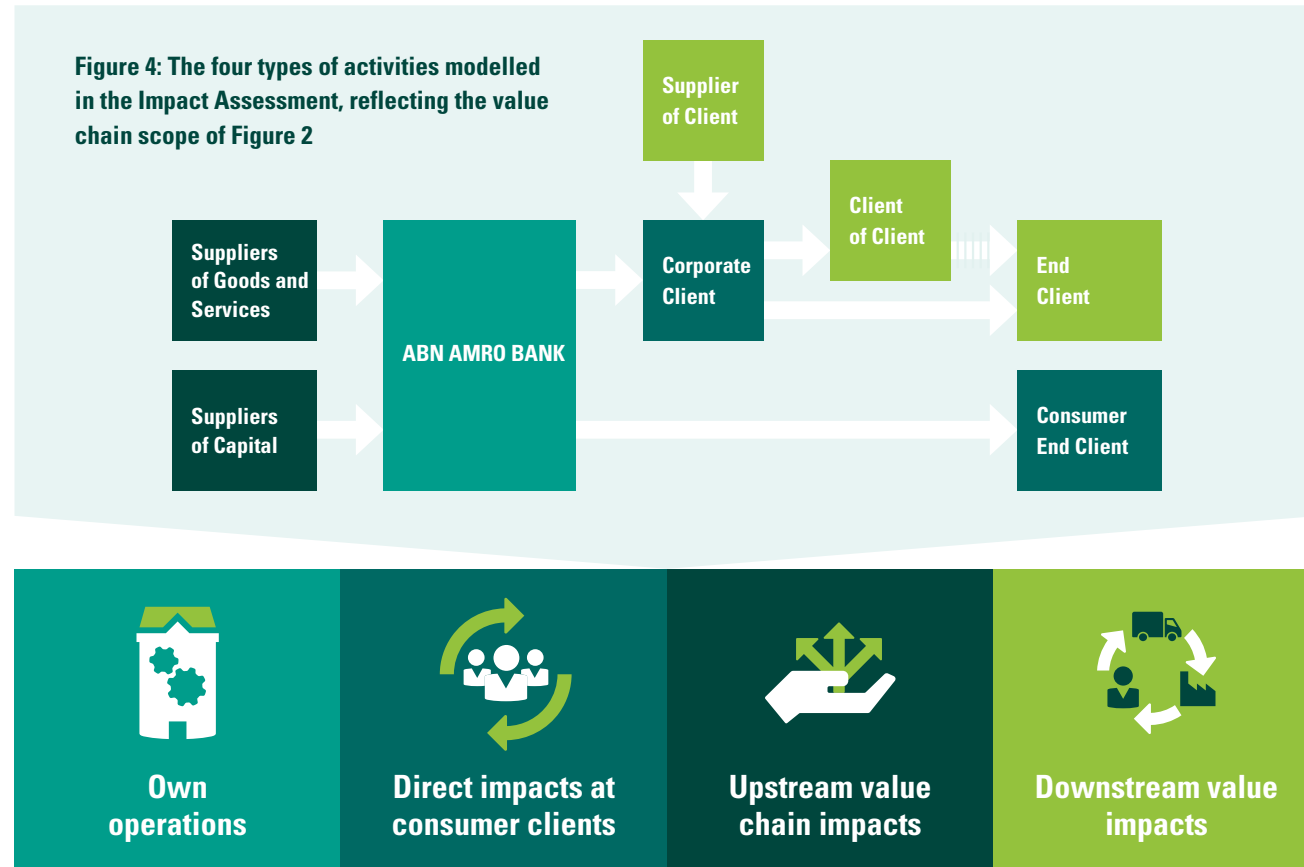 Figure 4: The four types of activities modelled
in the Impact Assessment, reflecting the value
chain scope of Figure 2
Supplier
of Client
Client
of Client
Suppliers
of Goods and
Services
Corporate
Client
End
Client
ABN AMRO BANK
Suppliers
of Capital
Consumer
End Client
Own
operations
Direct impacts at
consumer clients
Upstream value
chain impacts
Downstream value
impacts